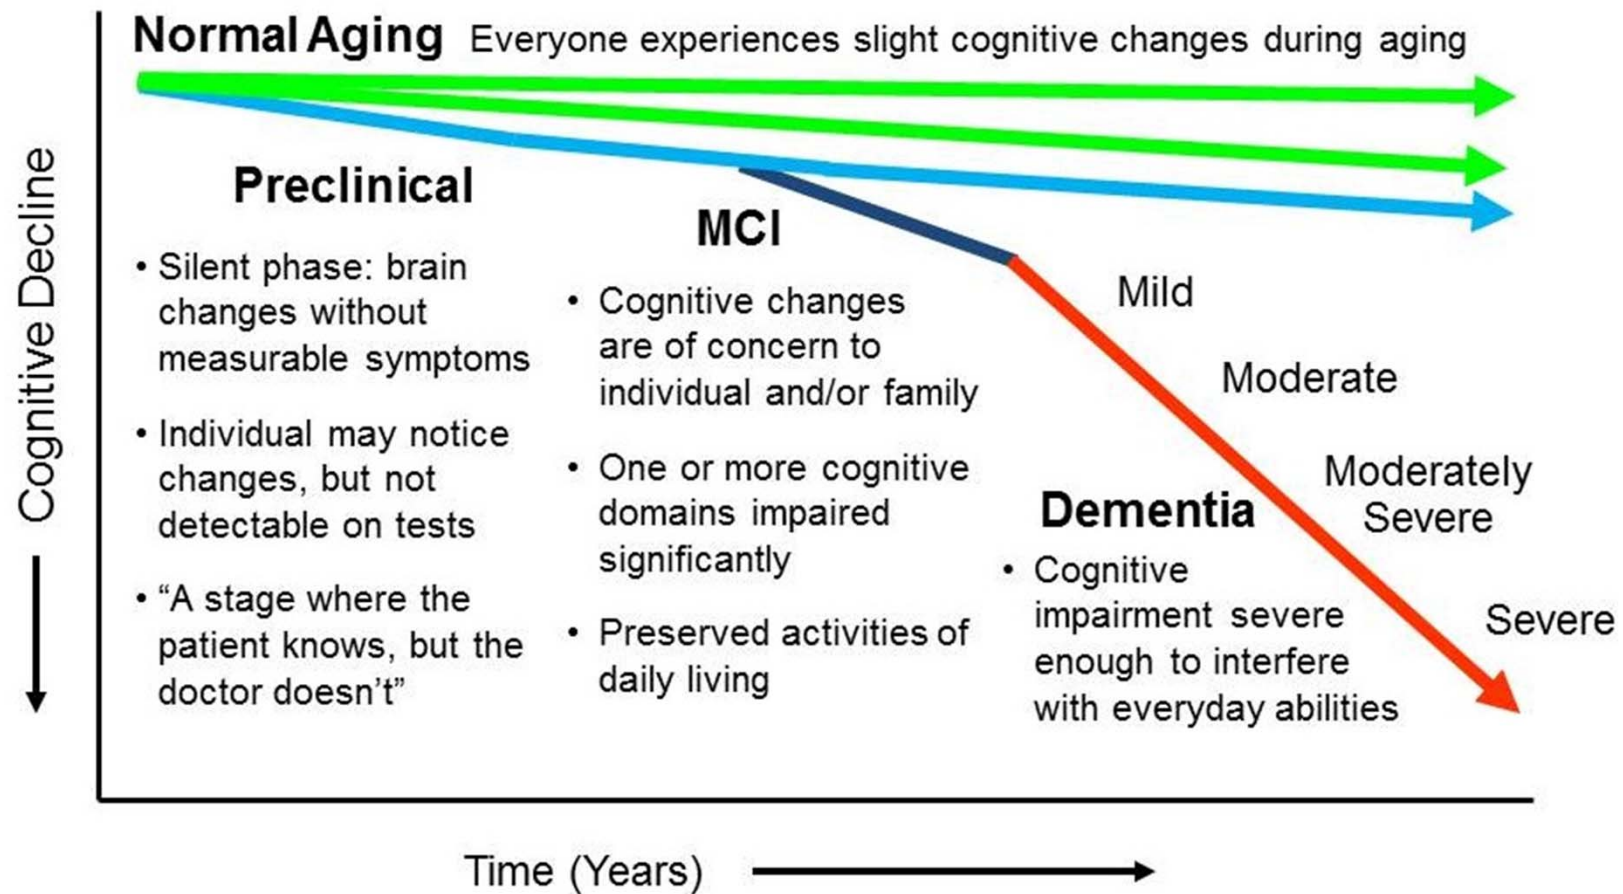 Normal Aging Everyone experiences slight cognitive changes during aging
Cognitive Decline
Preclinical
• Silent phase: brain
changes without
measurable symptoms
• Individual may notice
changes, but not
detectable on tests
• “A stage where the
patient knows, but the
doctor doesn’t”
MCI
• Cognitive changes
are of concern to
individual and/or family
• One or more cognitive
domains impaired
significantly
• Preserved activities of
daily living
Dementia
• Cognitive
impairment severe
enough to interfere
with everyday abilities
Mild
Moderate
Moderately
Severe
Severe
Time (Years)